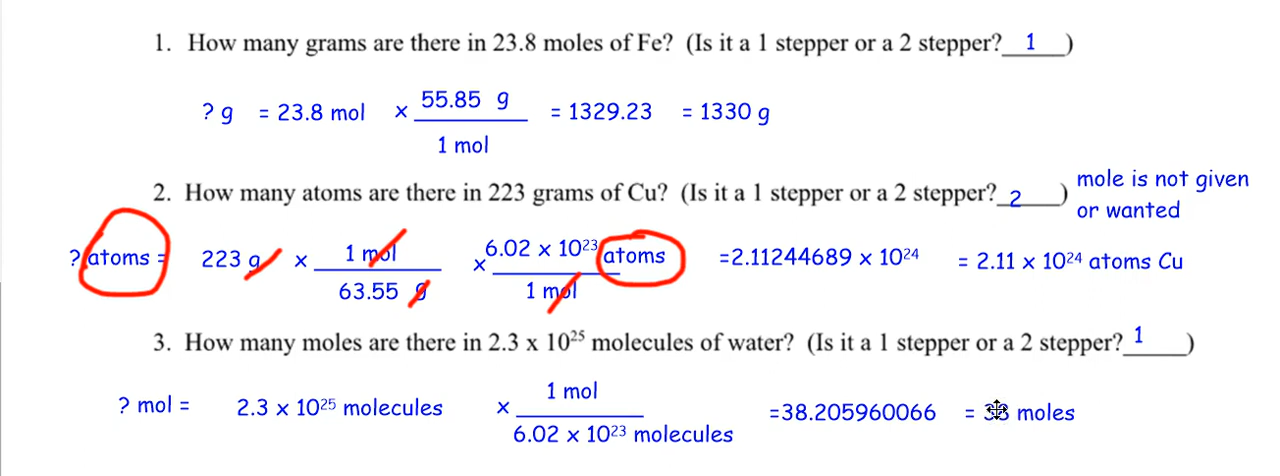 1. How many grams are there in 23.8 moles of Fe? (Is it a 1 stepper or a 2 stepper? 1 )
? g = 23.8 mol × 55.85 g = 1329.23 = 1330 g
1 mol
2. How many atoms are there in 223 grams of Cu? (Is it a 1 stepper or a 2 stepper? 2 ) mole is not given
or wanted
? atoms = 223 g × 1 mol × 6.02 x 10²³ atoms =2.11244689 x 10²⁴ = 2.11 x 10²⁴ atoms Cu
63.55 g 1 mol
3. How many moles are there in 2.3 x 10²⁵ molecules of water? (Is it a 1 stepper or a 2 stepper? 1 )
? mol = 2.3 x 10²⁵ molecules × 1 mol =38.205960066 = moles
6.02 x 10²³ molecules